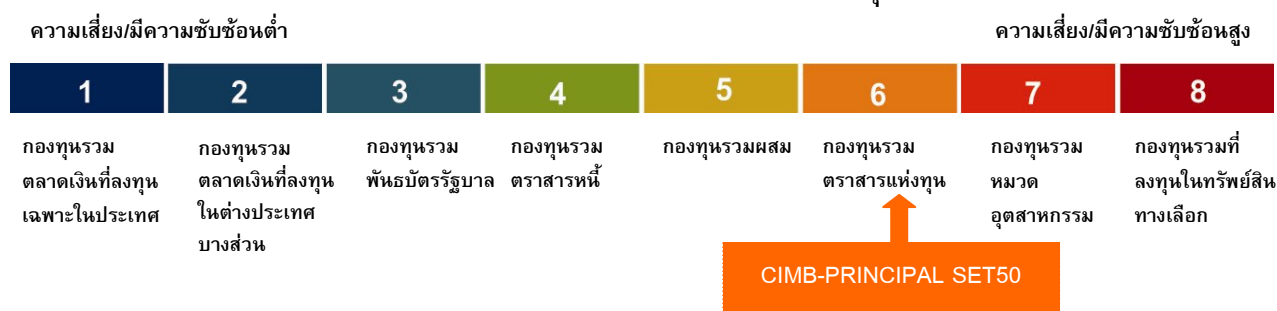 ความเสี่ยง/มีความซับซ้อนต่ำ
ความเสี่ยง/มีความซับซ้อนสูง
1 2 3 4 5 6 7 8
กองทุนรวม
ตลาดเงินที่ลงทุน
เฉพาะในประเทศ
กองทุนรวม
ตลาดเงินที่ลงทุน
ในต่างประเทศ
บางส่วน
กองทุนรวม
พันธบัตรรัฐบาล
กองทุนรวม
ตราสารหนี้
กองทุนรวมผสม
กองทุนรวม
ตราสารแห่งทุน
กองทุนรวม
หมวด
อุตสาหกรรม
กองทุนรวมที่
ลงทุนในทรัพย์สิน
ทางเลือก
CIMB-PRINCIPAL SET50